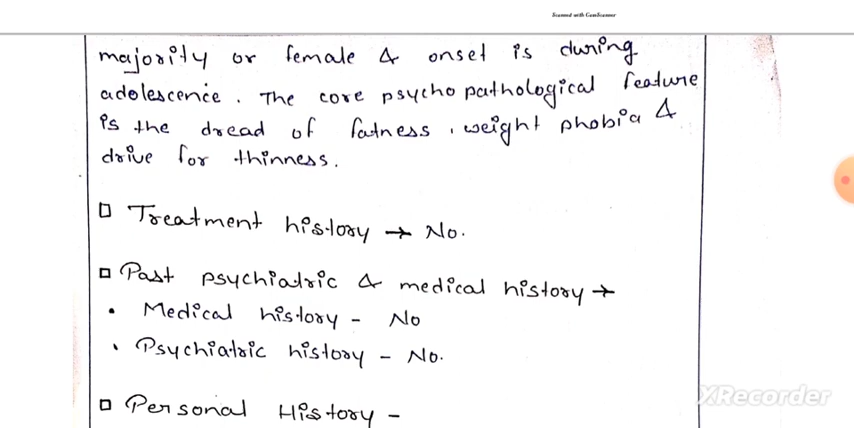 Scanned with CamScanner
majority or female & onset is during
adolescence. The core psycho pathological feature
is the dread of fatness, weight phobia &
drive for thinness.
□ Treatment history → No.
□ Past psychiatric & medical history →
• Medical history - No
• Psychiatric history - No.
□ Personal History -
XRecorder